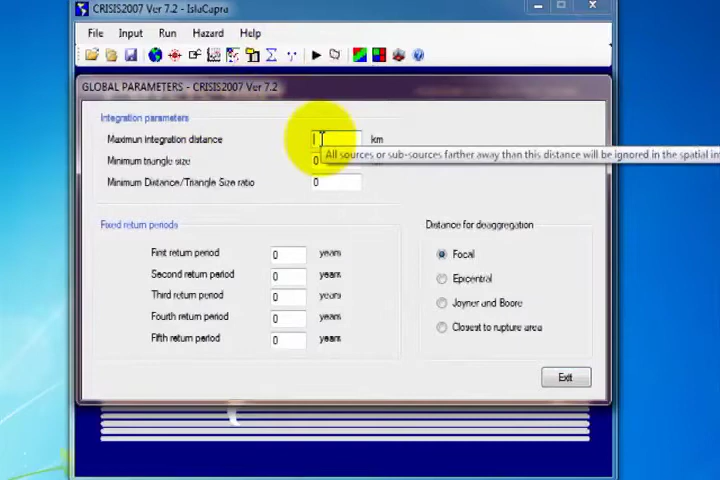 CRISIS2007 Ver 7.2 - IslaCapra
File Input Run Hazard Help
GLOBAL PARAMETERS - CRISIS2007 Ver 7.2
Integration parameters
Maximun integration distance km
All sources or sub-sources farther away than this distance will be ignored in the spatial in
Minimum triangle size 0
Minimum Distance/Triangle Size ratio 0
Fixed return periods
First return period 0 years
Second return period 0 years
Third return period 0 years
Fourth return period 0 years
Fifth return period 0 years
Distance for deaggregation
Focal
Epicentral
Joyner and Boore
Closest to rupture area
Exit